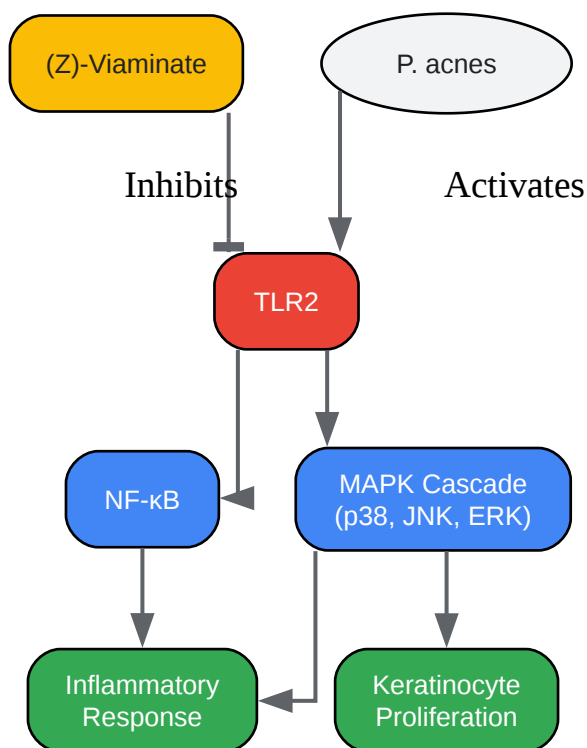 (Z)-Viaminate
P. acnes
Inhibits
Activates
TLR2
NF-κB
MAPK Cascade
(p38, JNK, ERK)
Inflammatory
Response
Keratinocyte
Proliferation